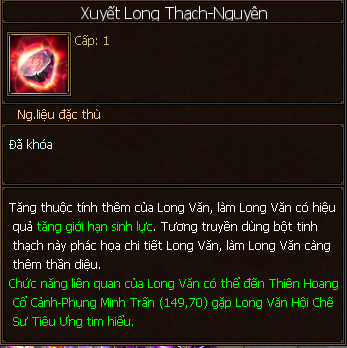 Xuyết Long Thạch-Nguyên
Cấp: 1
Ng.liệu đặc thù
Đã khóa
Tăng thuộc tính thêm của Long Văn, làm Long Văn có hiệu
quả tăng giới hạn sinh lực. Tương truyền dùng bột tinh
thạch này phác họa chi tiết Long Văn, làm Long Văn càng
thêm thần diệu.
Chức năng liên quan của Long Văn có thể đến Thiên Hoang
Cổ Cảnh-Phụng Minh Trấn (149,70) gặp Long Văn Hội Chế
Sư Tiêu Ưng tim hiểu.